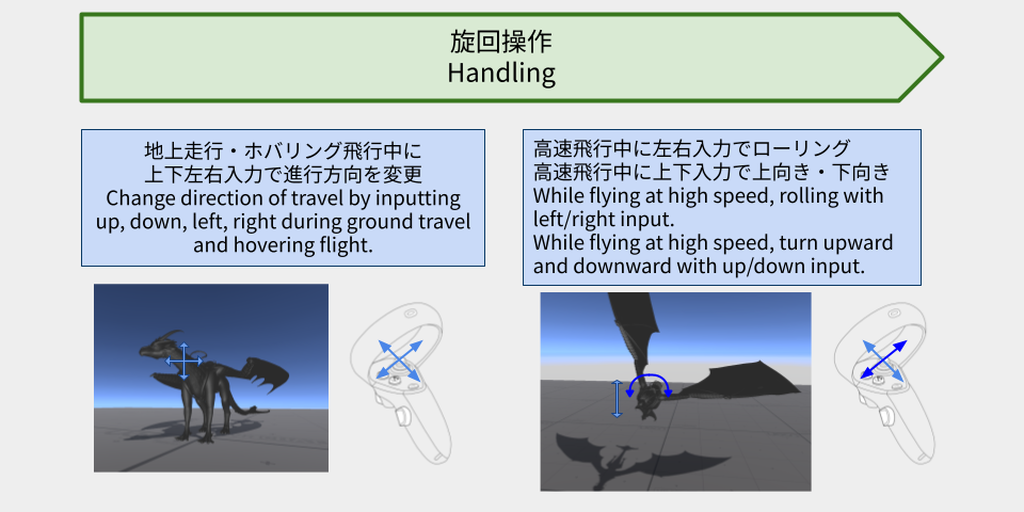 旋回操作
Handling
地上走行・ホバリング飛行中に
上下左右入力で進行方向を変更
Change direction of travel by inputting
up, down, left, right during ground travel
and hovering flight.
高速飛行中に左右入力でローリング
高速飛行中に上下入力で上向き・下向き
While flying at high speed, rolling with
left/right input.
While flying at high speed, turn upward
and downward with up/down input.